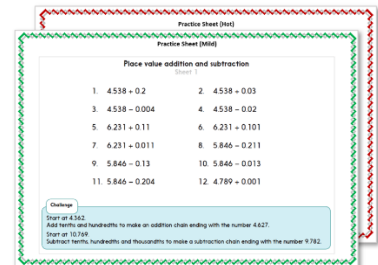 Practice Sheet (Hot)
Practice Sheet (Mild)
Place value addition and subtraction
Sheet 1
1. 4.538 + 0.2 2. 4.538 + 0.03
3. 4.538 – 0.004 4. 4.538 – 0.02
5. 6.231 + 0.11 6. 6.231 + 0.101
7. 6.231 + 0.011 8. 5.846 – 0.211
9. 5.846 – 0.13 10. 5.846 – 0.013
11. 5.846 – 0.204 12. 4.789 + 0.001
Challenge
Start at 4.362.
Add tenths and hundredths to make an addition chain ending with the number 4.627.
Start at 10.769.
Subtract tenths, hundredths and thousandths to make a subtraction chain ending with the number 9.782.